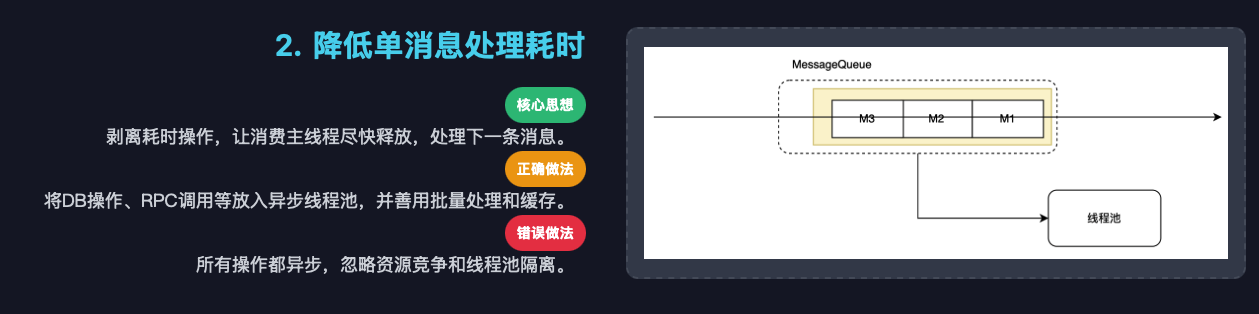 2. 降低单消息处理耗时
核心思想
剥离耗时操作，让消费主线程尽快释放，处理下一条消息。
正确做法
将DB操作、RPC调用等放入异步线程池，并善用批量处理和缓存。
错误做法
所有操作都异步，忽略资源竞争和线程池隔离。
MessageQueue
M3 M2 M1
线程池